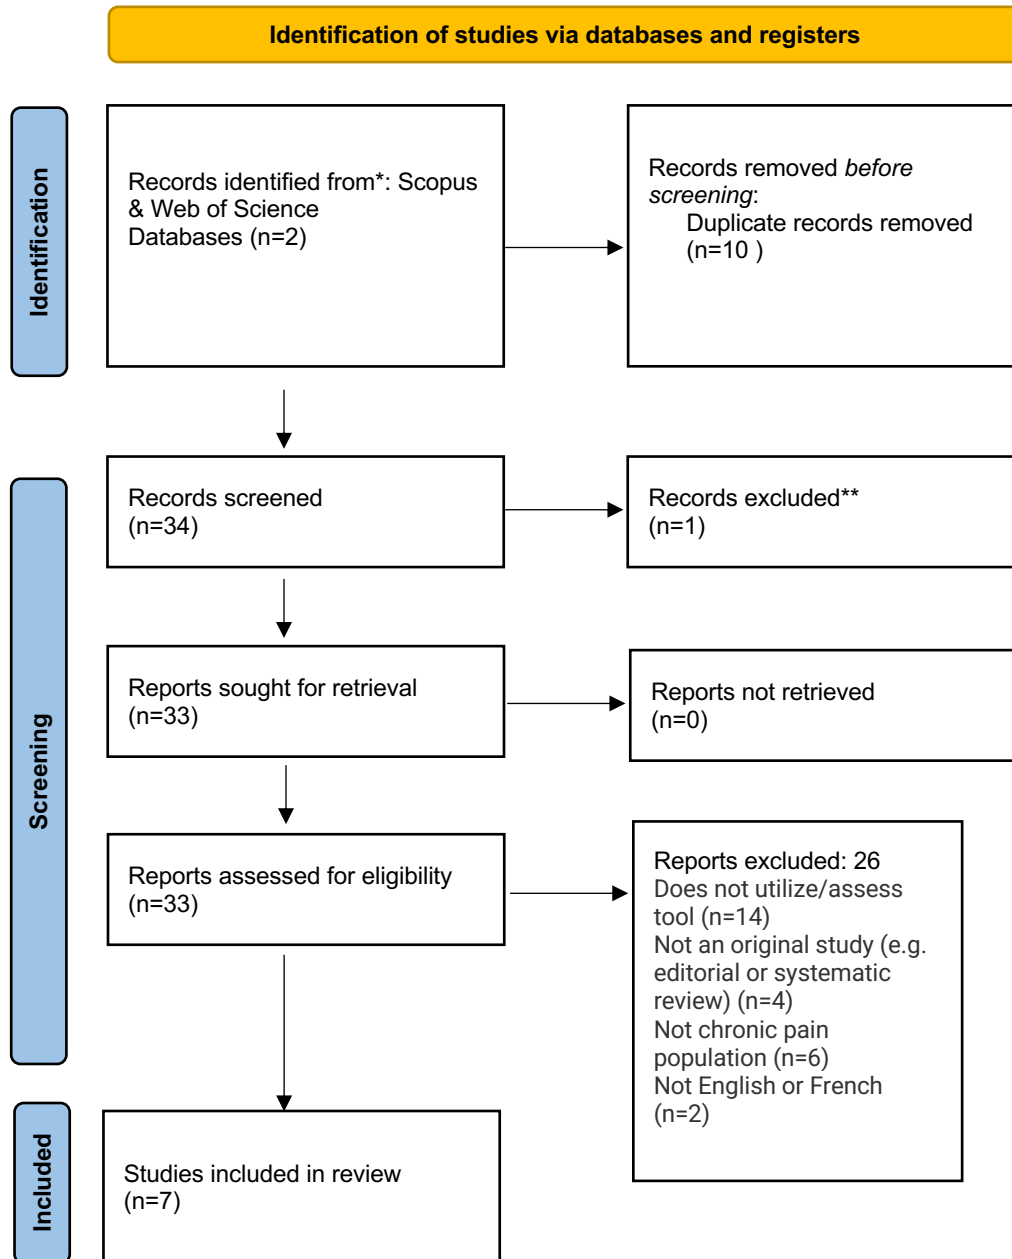 Identification of studies via databases and registers
Identification
Records identified from*: Scopus
& Web of Science
Databases (n=2)
Records removed before
screening:
Duplicate records removed
(n=10 )
Screening
Records screened
(n=34)
Records excluded**
(n=1)
Reports sought for retrieval
(n=33)
Reports not retrieved
(n=0)
Reports assessed for eligibility
(n=33)
Reports excluded: 26
Does not utilize/assess
tool (n=14)
Not an original study (e.g.
editorial or systematic
review) (n=4)
Not chronic pain
population (n=6)
Not English or French
(n=2)
Included
Studies included in review
(n=7)